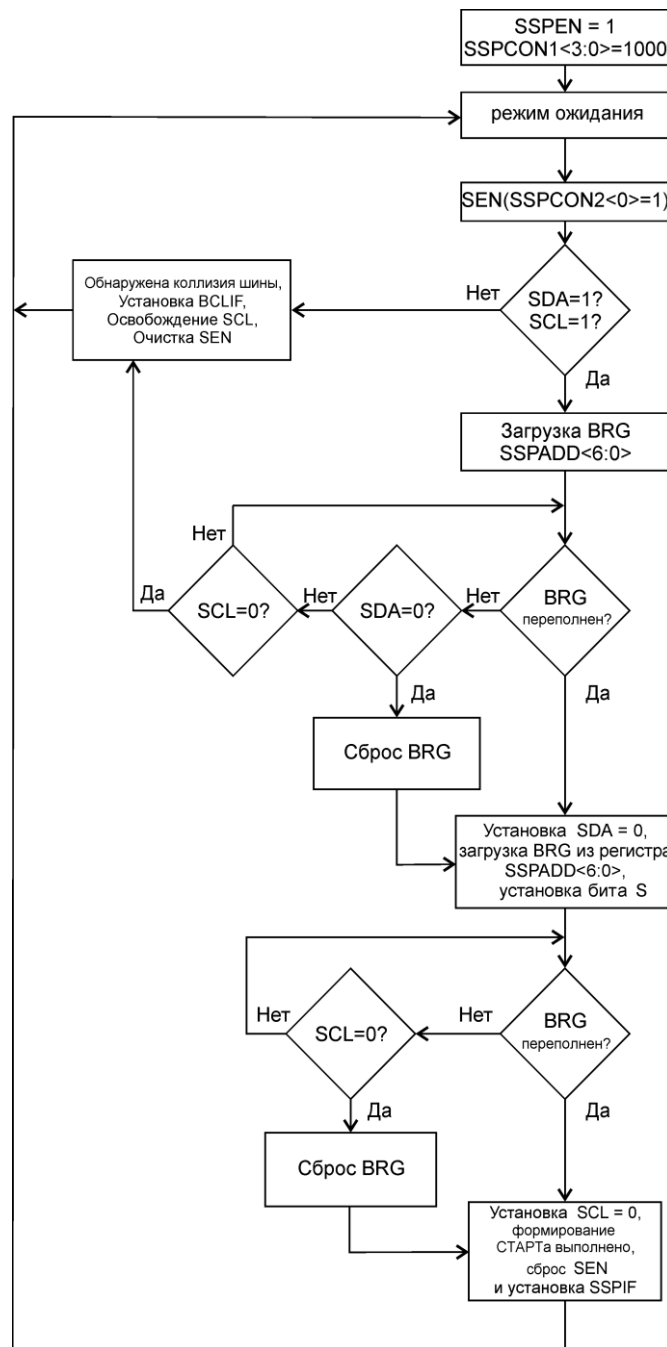 SSPEN = 1
SSPCON1<3:0>=1000
режим ожидания
SEN(SSPCON2<0>=1)
Обнаружена коллизия шины,
Установка BCLIF,
Освобождение SCL,
Очистка SEN
Нет
SDA=1?
SCL=1?
Да
Загрузка BRG
SSPADD<6:0>
Нет
Да
SCL=0?
Нет
SDA=0?
Нет
BRG
переполнен?
Да
Да
Сброс BRG
Установка SDA = 0,
загрузка BRG из регистра
SSPADD<6:0>,
установка бита S
Нет
SCL=0?
Нет
BRG
переполнен?
Да
Да
Сброс BRG
Установка SCL = 0,
формирование
СТАРТа выполнено,
сброс SEN
и установка SSPIF